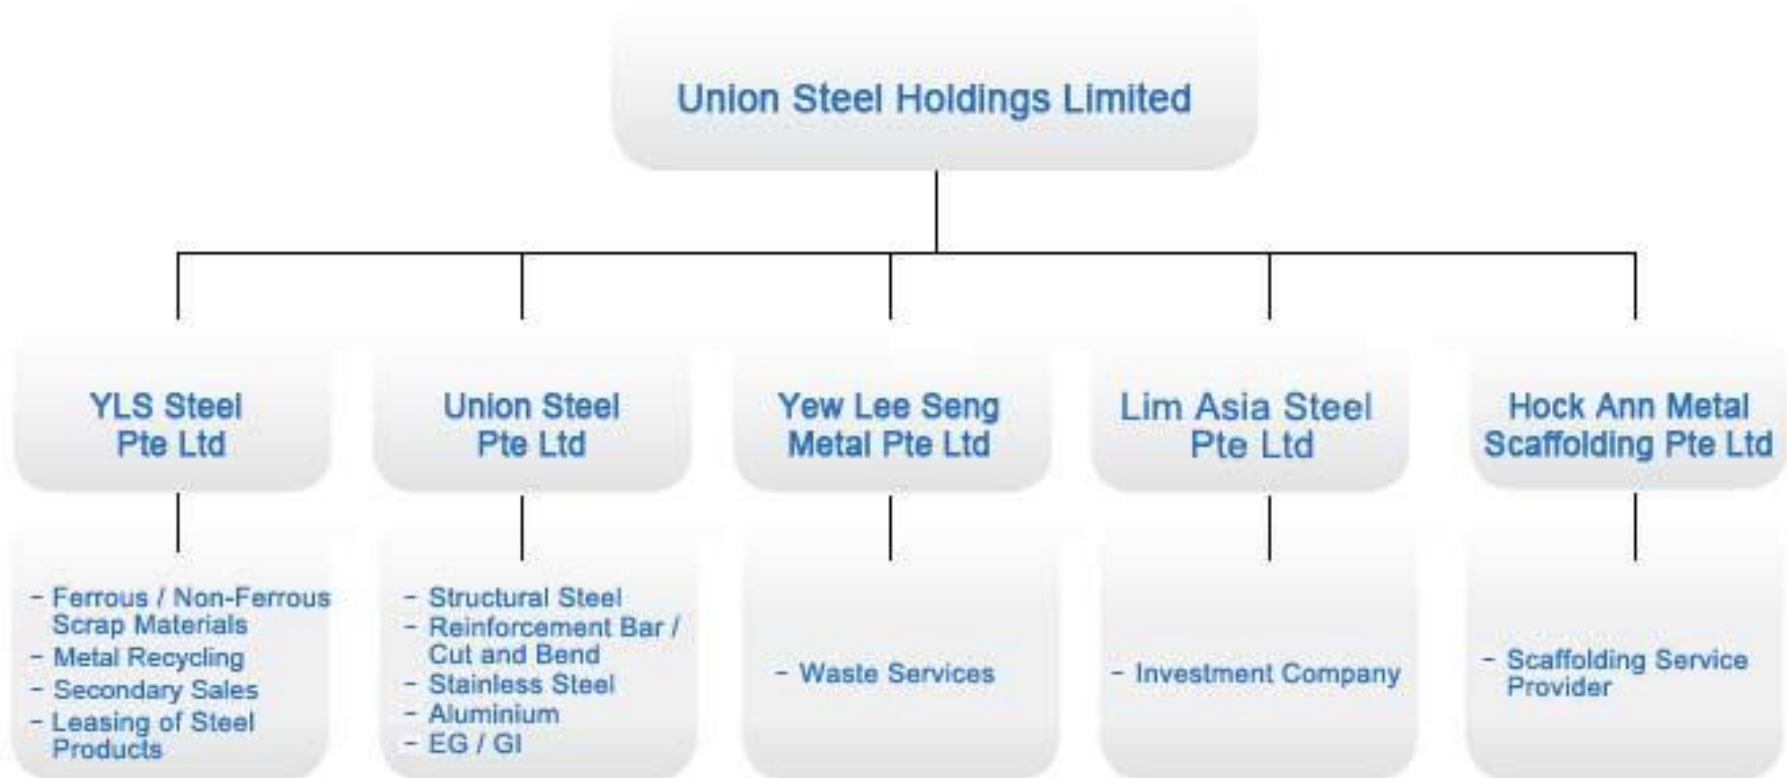 Union Steel Holdings Limited
YLS Steel
Pte Ltd
Union Steel
Pte Ltd
Yew Lee Seng
Metal Pte Ltd
Lim Asia Steel
Pte Ltd
Hock Ann Metal
Scaffolding Pte Ltd
- Ferrous / Non-Ferrous
Scrap Materials
- Metal Recycling
- Secondary Sales
- Leasing of Steel
Products
- Structural Steel
- Reinforcement Bar /
Cut and Bend
- Stainless Steel
- Aluminium
- EG / GI
- Waste Services
- Investment Company
- Scaffolding Service
Provider